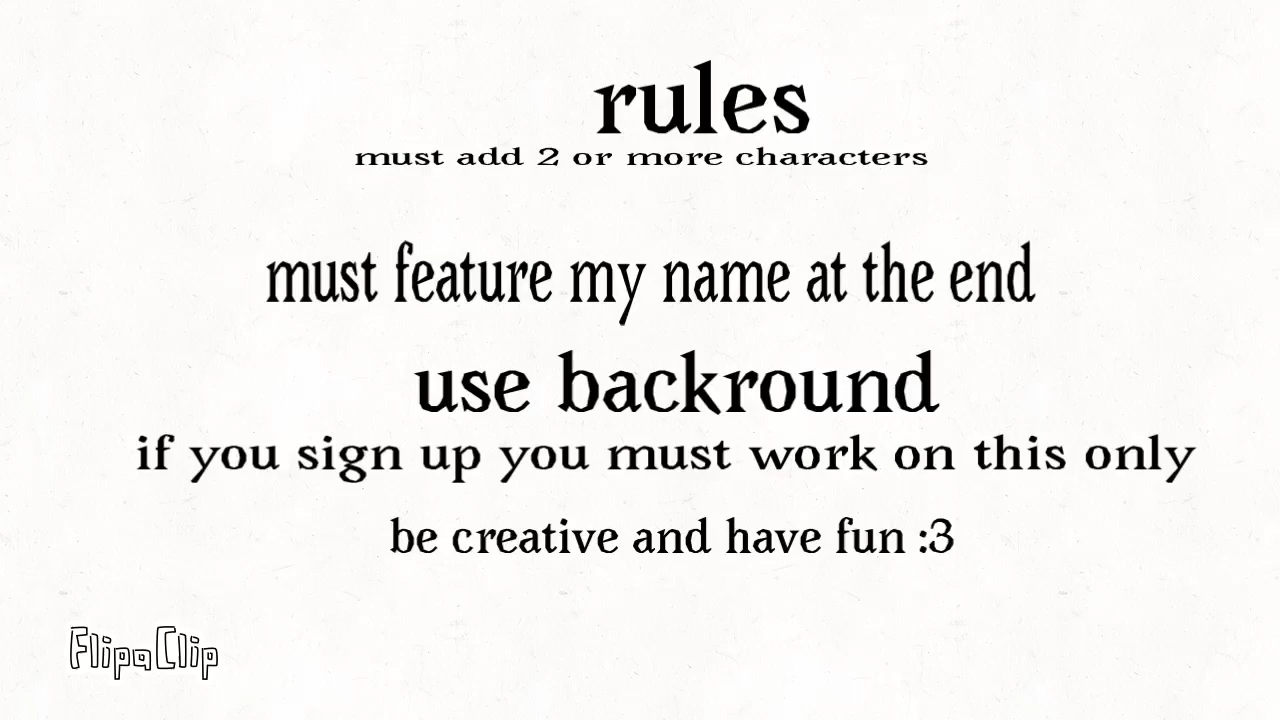 rules
must add 2 or more characters
must feature my name at the end
use backround
if you sign up you must work on this only
be creative and have fun :3
FlipaClip